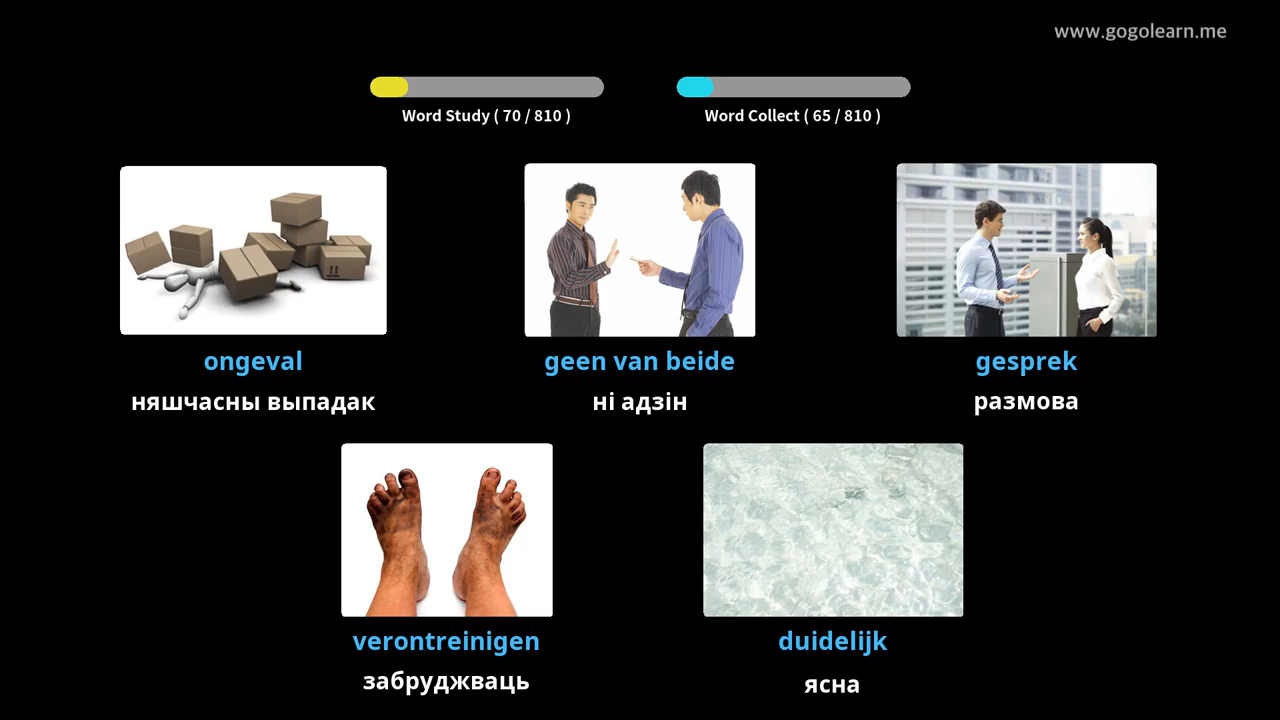 www.gogolearn.me
Word Study ( 70 / 810 )
Word Collect ( 65 / 810 )
ongeval
geen van beide
gesprek
няшчасны выпадак
ні адзін
размова
verontreinigen
duidelijk
забруджваць
ясна